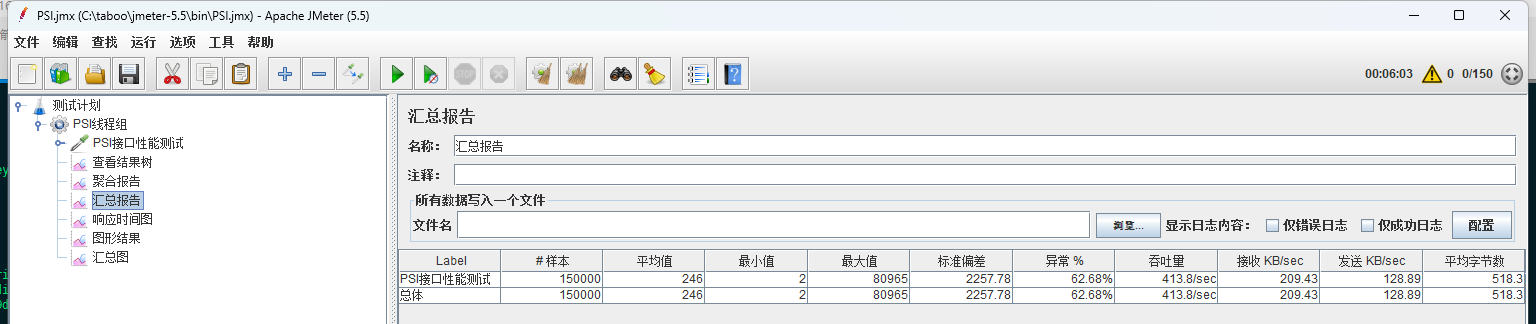 PSI.jmx (C:\taboo\jmeter-5.5\bin\PSI.jmx) - Apache JMeter (5.5)
文件 编辑 查找 运行 选项 工具 帮助
00:06:03 0 0/150
测试计划
PSI线程组
PSI接口性能测试
查看结果树
聚合报告
汇总报告
响应时间图
图形结果
汇总图
汇总报告
名称： 汇总报告
注释：
所有数据写入一个文件
文件名 浏览... 显示日志内容： 仅错误日志 仅成功日志 配置
Label # 样本 平均值 最小值 最大值 标准偏差 异常 % 吞吐量 接收 KB/sec 发送 KB/sec 平均字节数
PSI接口性能测试 150000 246 2 80965 2257.78 62.68% 413.8/sec 209.43 128.89 518.3
总体 150000 246 2 80965 2257.78 62.68% 413.8/sec 209.43 128.89 518.3